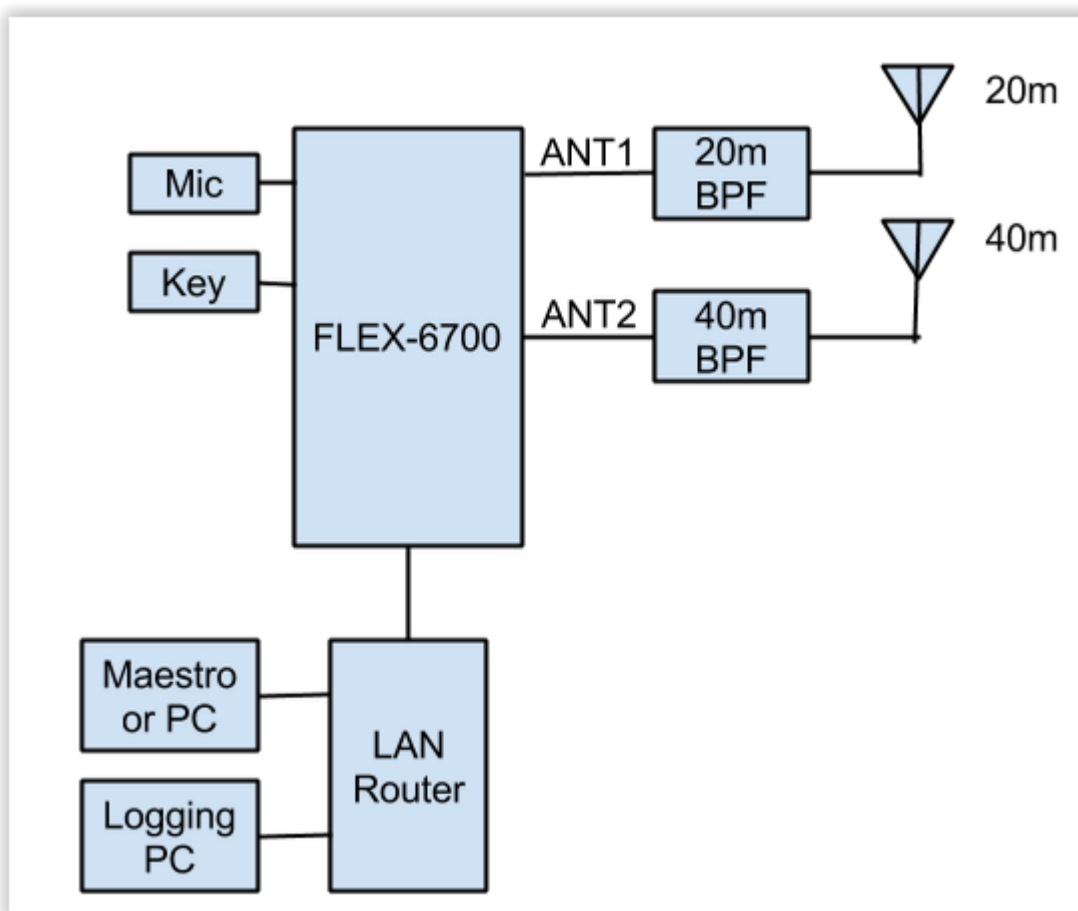 20m
ANT1
20m
BPF
Mic
40m
Key
ANT2
40m
BPF
FLEX-6700
Maestro
or PC
LAN
Router
Logging
PC